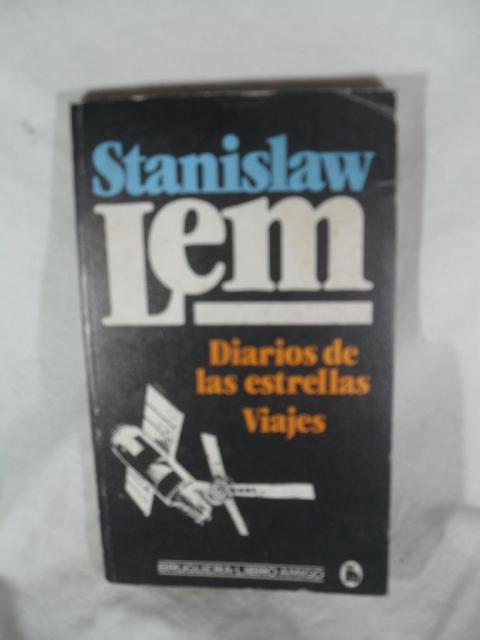 Stanislaw
Lem
Diarios de
las estrellas
Viajes
BRUGUERA-LIBRO AMIGO